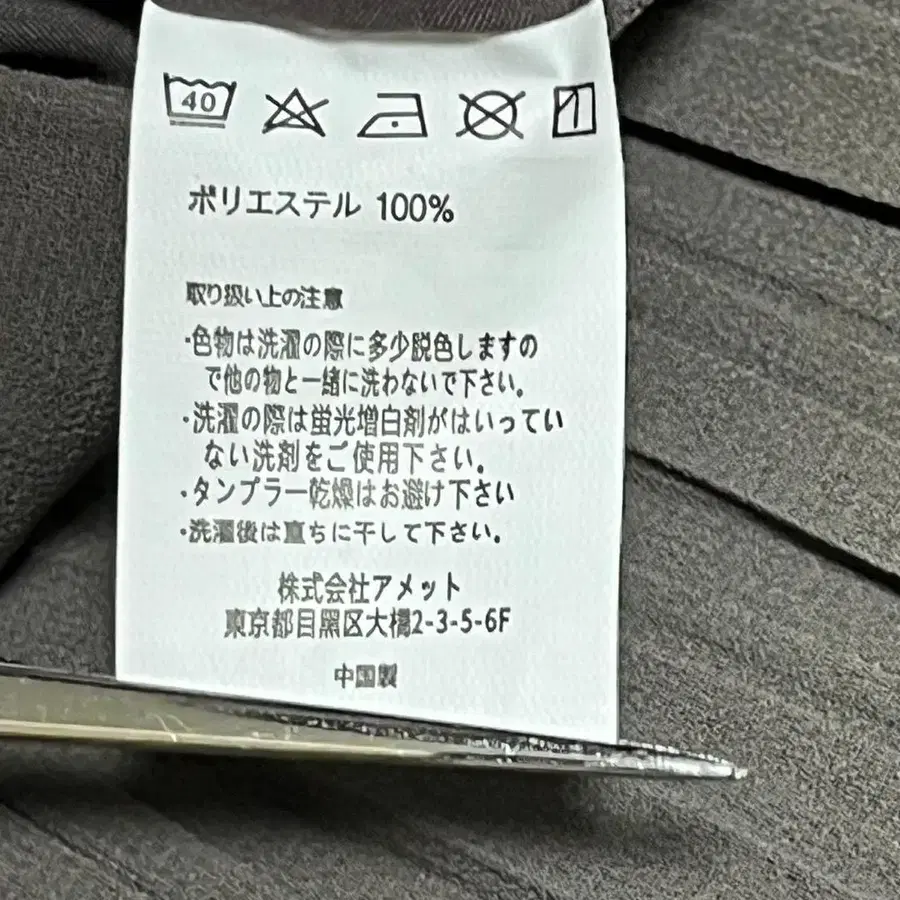 40
ポリエステル 100%
取り扱い上の注意
・色物は洗濯の際に多少脱色しますの
で他の物と一緒に洗わないで下さい。
・洗濯の際は蛍光増白剤がはいってい
ない洗剤をご使用下さい。
・タンブラー乾燥はお避け下さい
・洗濯後は直ちに干して下さい。
株式会社アメット
東京都目黒区大橋2-3-5-6F
中国製